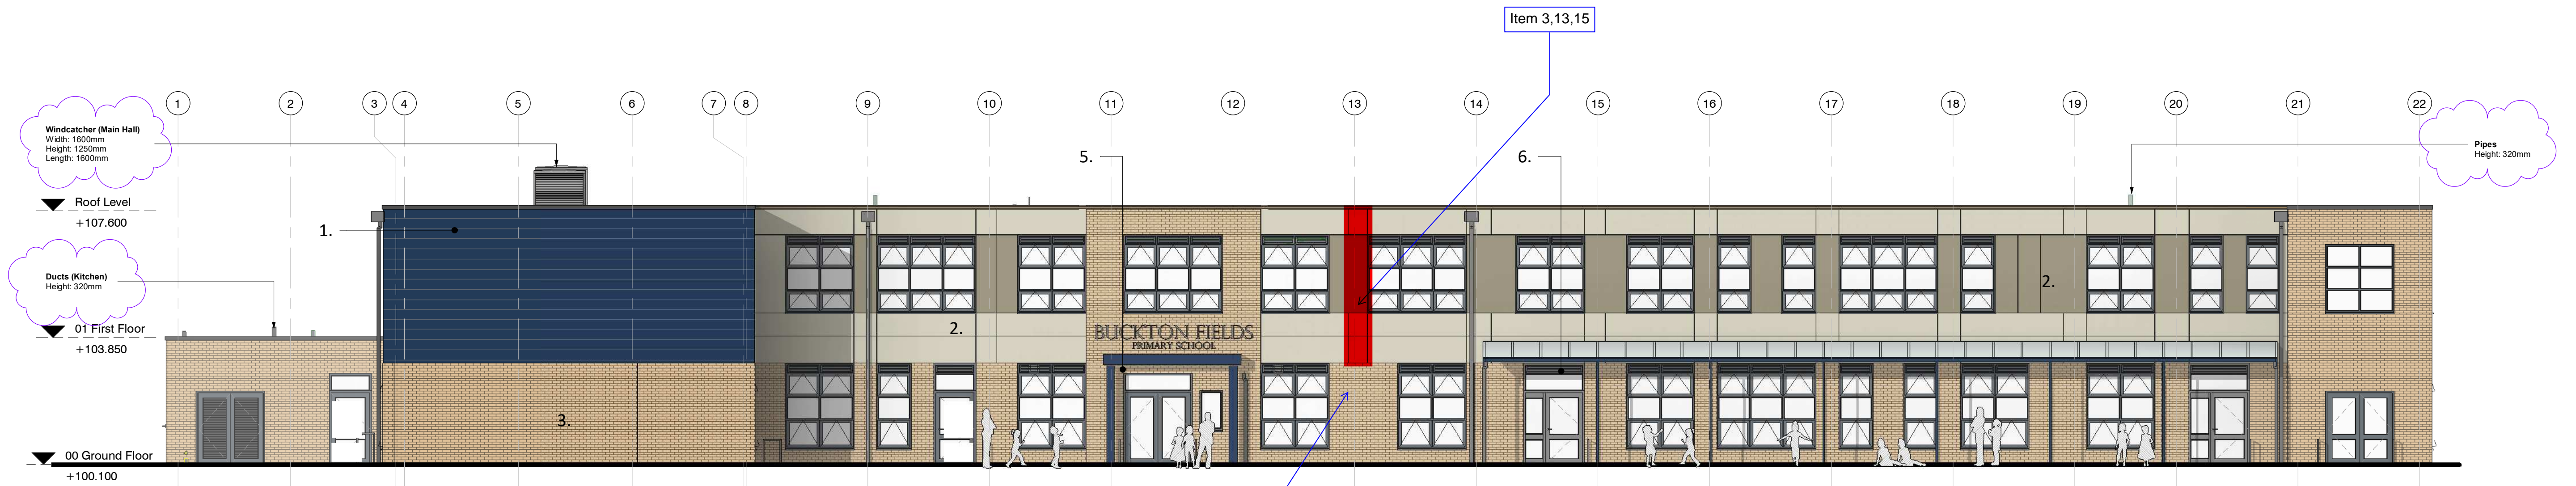 Item 3,13,15
1
2
3
4
5
6
7
8
9
10
11
12
13
14
15
16
17
18
19
20
21
22
Windcatcher (Main Hall)
Width: 1600mm
Height: 1250mm
Length: 1600mm
Pipes
Height: 320mm
5.
6.
Roof Level
+107.600
1.
Ducts (Kitchen)
Height: 320mm
2.
01 First Floor
+103.850
2.
BUCKTON FIELDS
PRIMARY SCHOOL
3.
00 Ground Floor
+100.100